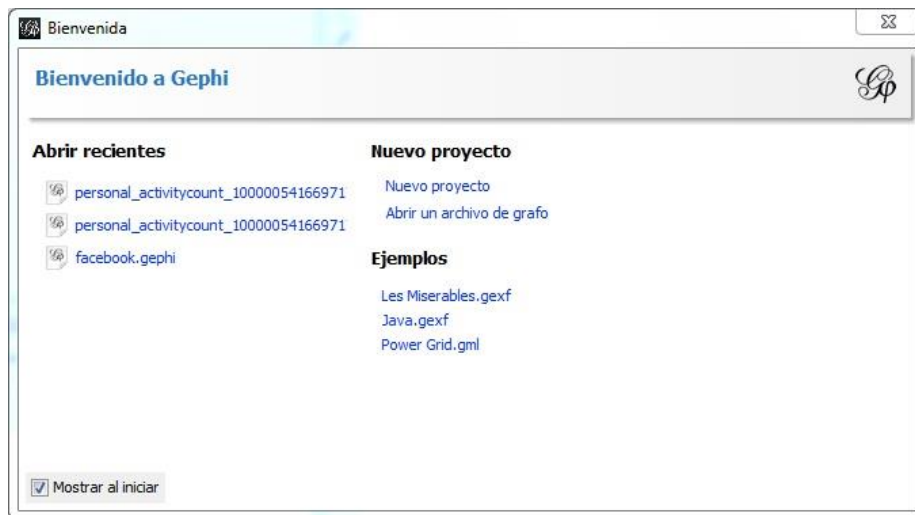 Bienvenida
Bienvenido a Gephi
Abrir recientes
personal_activitycount_10000054166971
personal_activitycount_10000054166971
facebook.gephi
Nuevo proyecto
Nuevo proyecto
Abrir un archivo de grafo
Ejemplos
Les Miserables.gexf
Java.gexf
Power Grid.gml
Mostrar al iniciar